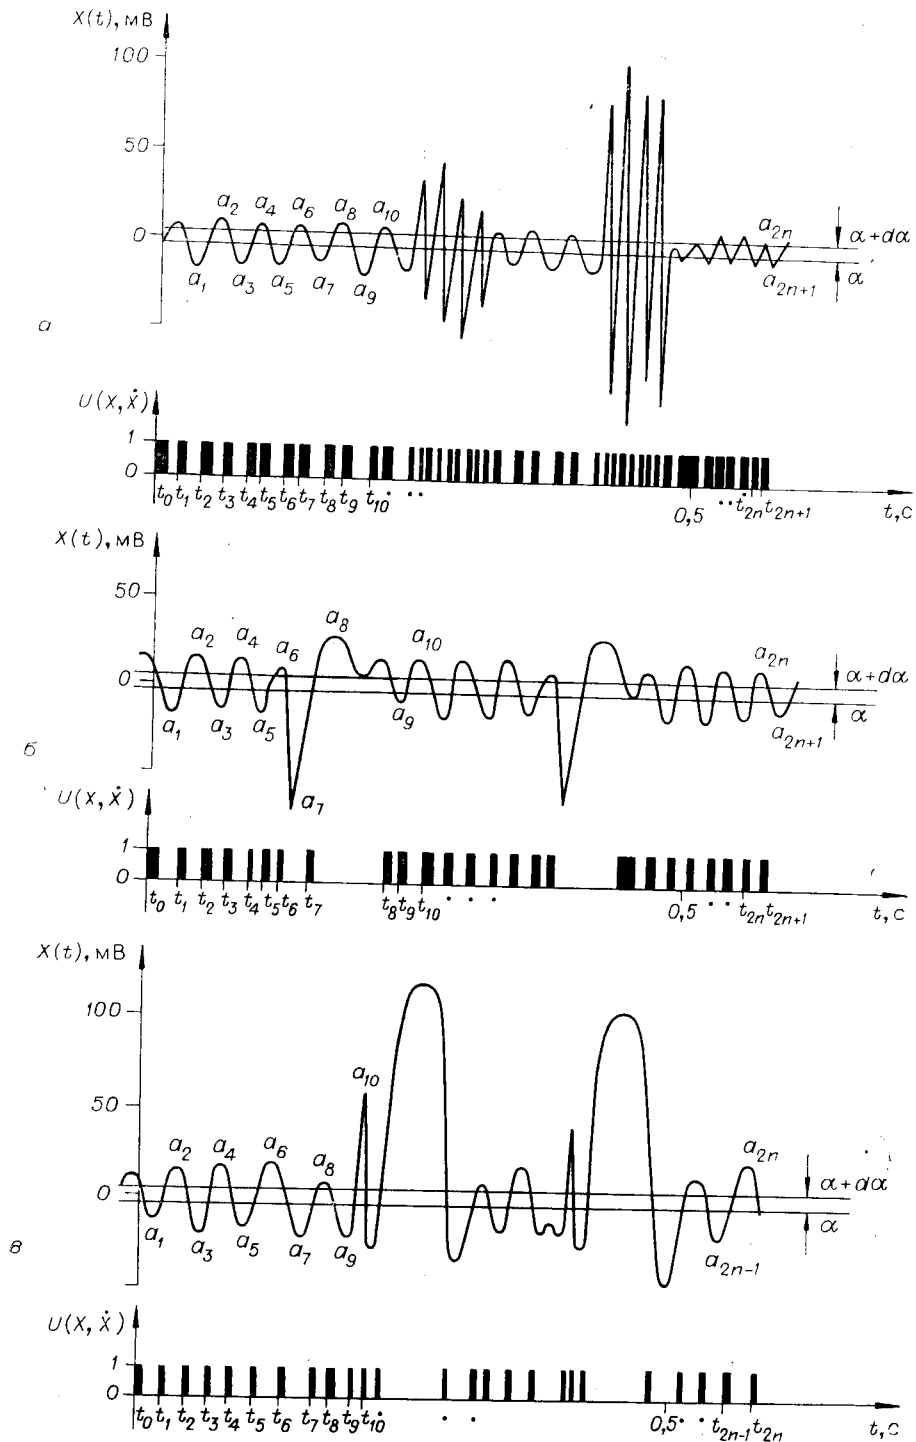 X(t), мВ
100
50
0
a₂ a₄ a₆ a₈ a₁₀ a₂ₙ
a₁ a₃ a₅ a₇ a₉ a₂ₙ₊₁
α+dα
α
а
U(X,Ẋ)
1
0
t₀ t₁ t₂ t₃ t₄ t₅ t₆ t₇ t₈ t₉ t₁₀ . . . 0,5 . . . t₂ₙ t₂ₙ₊₁ t,с
X(t), мВ
50
0
a₂ a₄ a₆ a₈ a₁₀ a₂ₙ
a₁ a₃ a₅ a₇ a₉ a₂ₙ₊₁
α+dα
α
б
U(X,Ẋ)
1
0
t₀ t₁ t₂ t₃ t₄ t₅ t₆ t₇ t₈ t₉ t₁₀ . . . 0,5 . . t₂ₙ t₂ₙ₊₁ t,с
X(t), мВ
100
50
0
a₂ a₄ a₆ a₈ a₁₀ a₂ₙ
a₁ a₃ a₅ a₇ a₉ a₂ₙ₋₁
α+dα
α
в
U(X,Ẋ)
1
0
t₀ t₁ t₂ t₃ t₄ t₅ t₆ t₇ t₈ t₉ t₁₀ . . . 0,5 . . t₂ₙ₋₁ t₂ₙ t,с